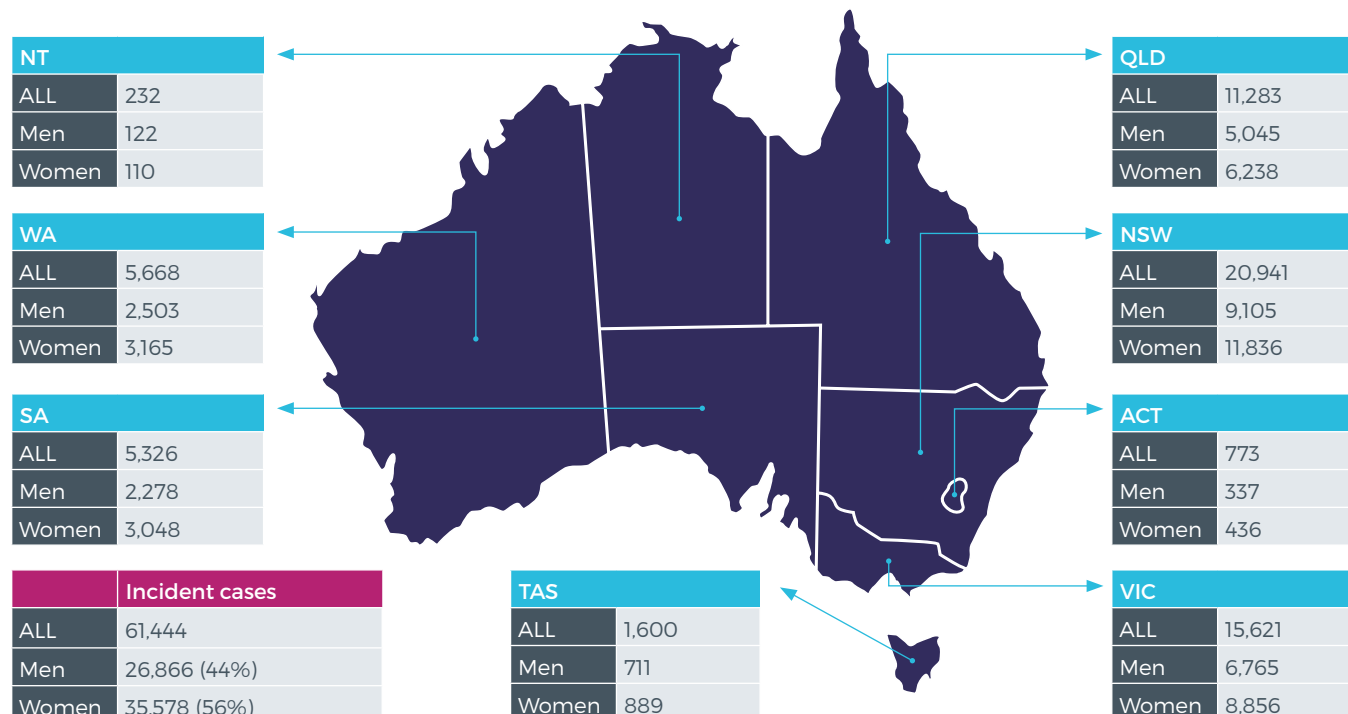 NT
ALL 232
Men 122
Women 110
WA
ALL 5,668
Men 2,503
Women 3,165
SA
ALL 5,326
Men 2,278
Women 3,048
Incident cases
ALL 61,444
Men 26,866 (44%)
Women 35,578 (56%)
TAS
ALL 1,600
Men 711
Women 889
QLD
ALL 11,283
Men 5,045
Women 6,238
NSW
ALL 20,941
Men 9,105
Women 11,836
ACT
ALL 773
Men 337
Women 436
VIC
ALL 15,621
Men 6,765
Women 8,856